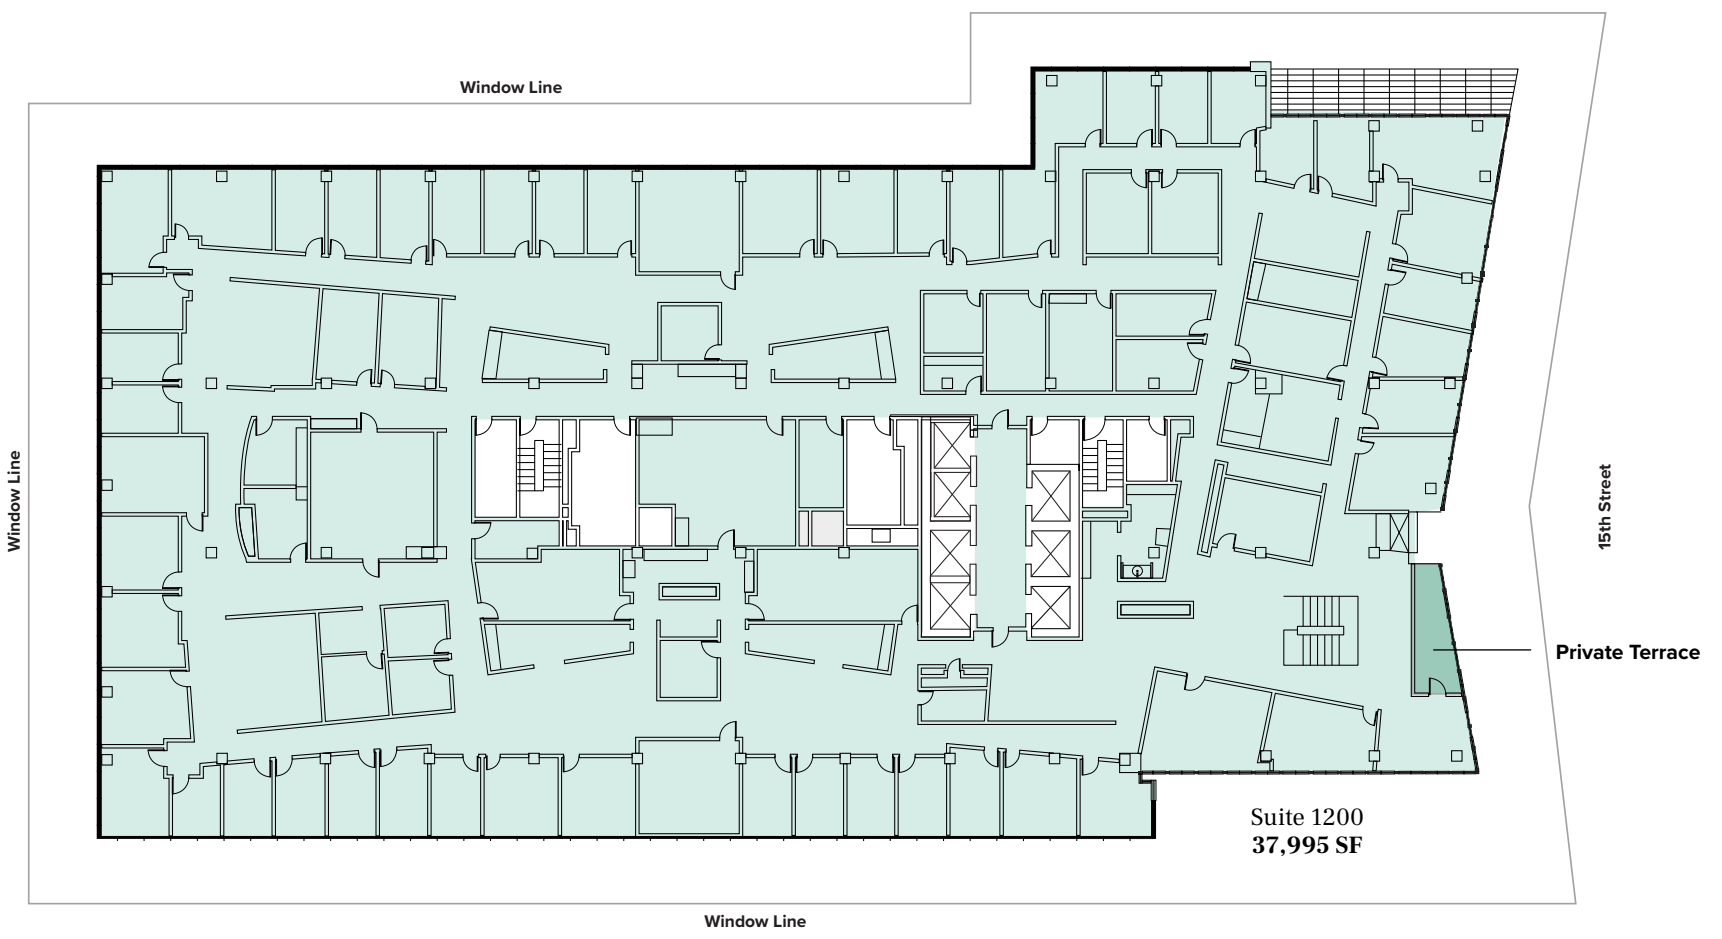 Window Line
Window Line
15th Street
Private Terrace
Suite 1200
37,995 SF
Window Line